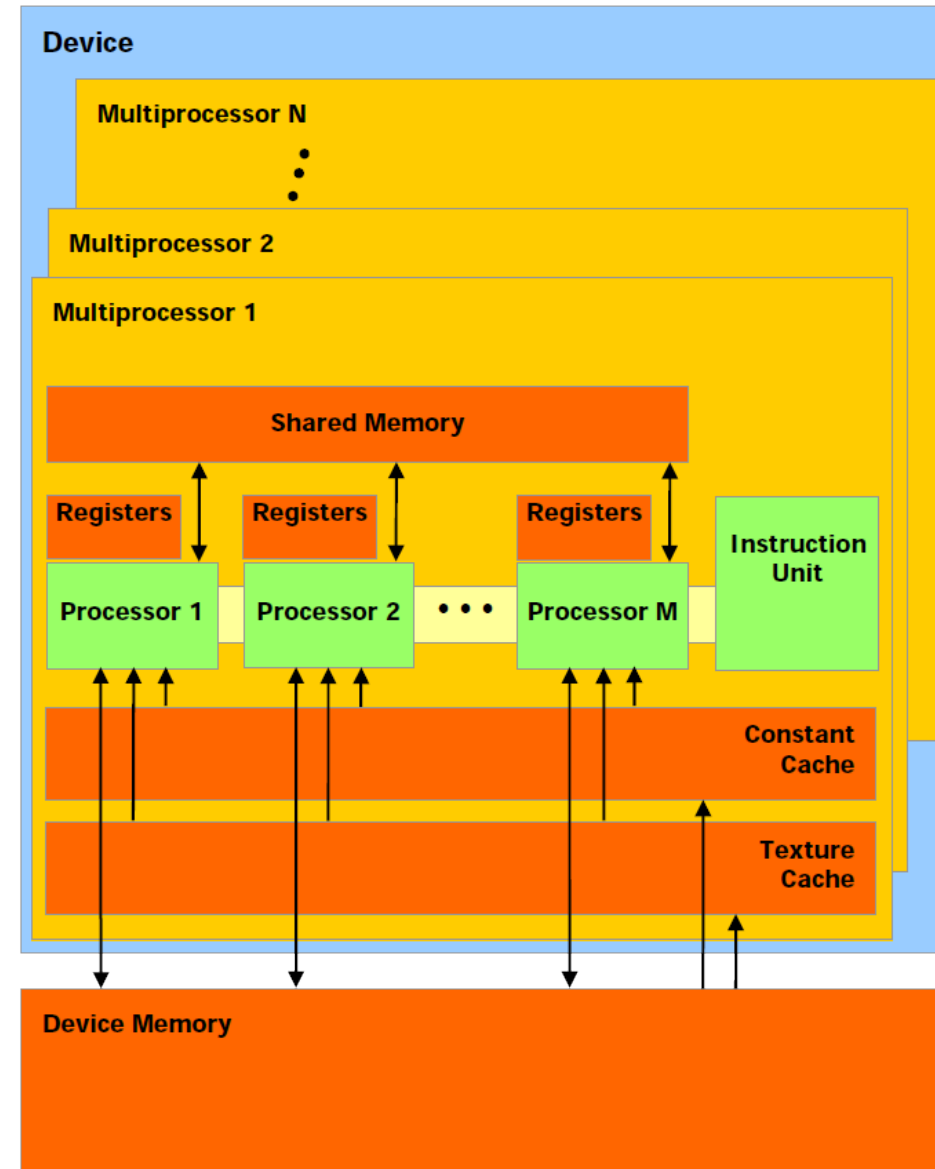 Device
Multiprocessor N
Multiprocessor 2
Multiprocessor 1
Shared Memory
Registers
Registers
Registers
Instruction
Unit
Processor 1
Processor 2
• • •
Processor M
Constant
Cache
Texture
Cache
Device Memory